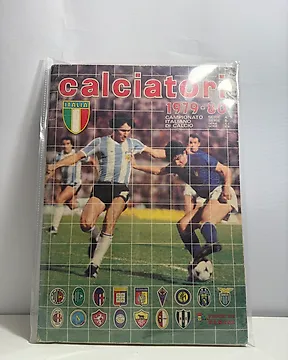 calciatori
1979-80
ITALIA
CAMPIONATO
ITALIANO
DI CALCIO